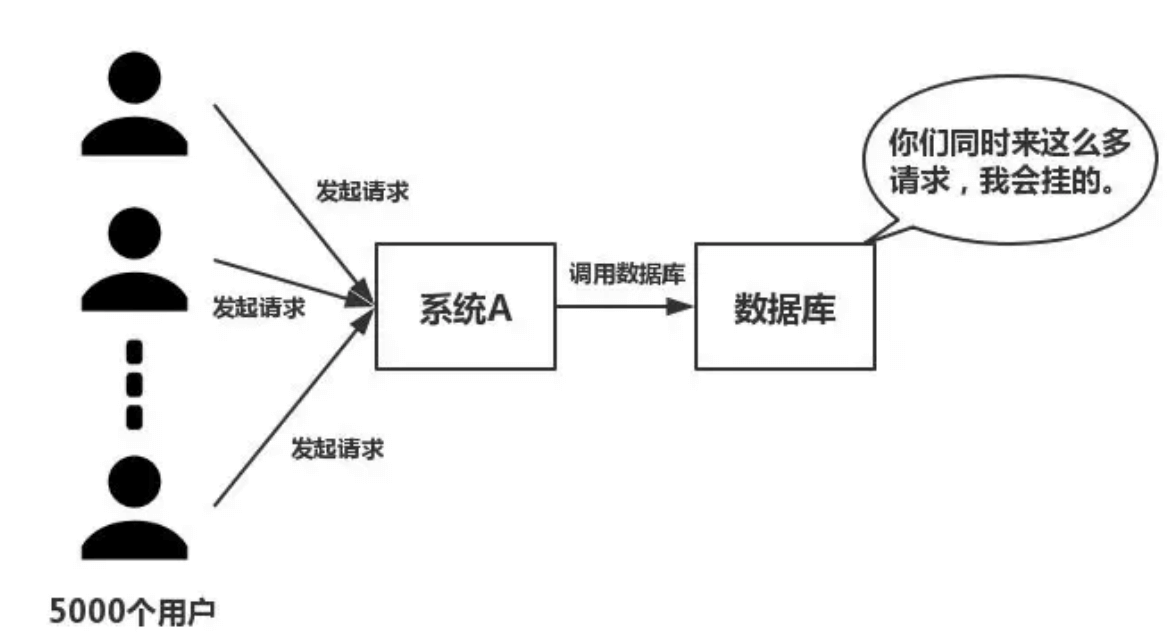 发起请求
发起请求
发起请求
5000个用户
系统A
调用数据库
数据库
你们同时来这么多
请求，我会挂的。